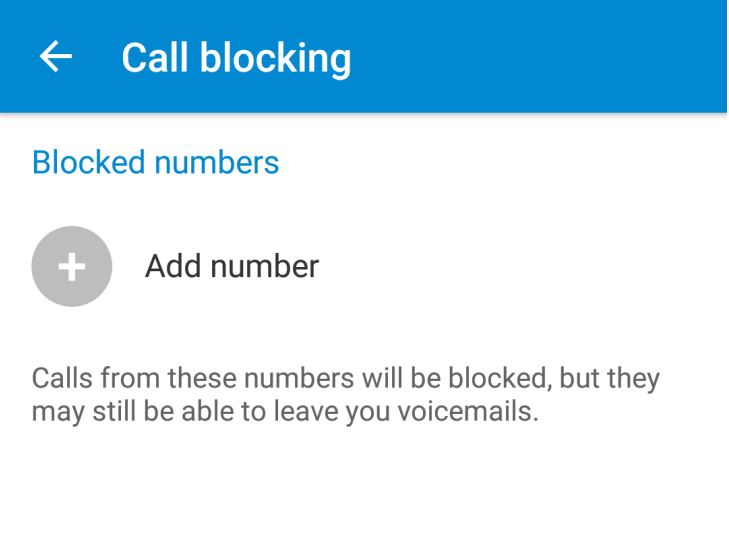 Call blocking
Blocked numbers
Add number
Calls from these numbers will be blocked, but they
may still be able to leave you voicemails.